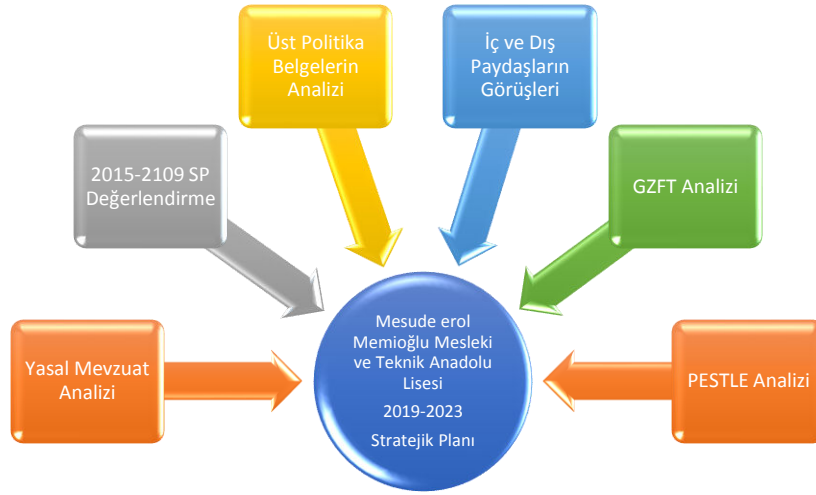 Üst Politika
Belgelerin
Analizi
İç ve Dış
Paydaşların
Görüşleri
2015-2109 SP
Değerlendirme
GZFT Analizi
Yasal Mevzuat
Analizi
Mesude erol
Memioğlu Mesleki
ve Teknik Anadolu
Lisesi
2019-2023
Stratejik Planı
PESTLE Analizi